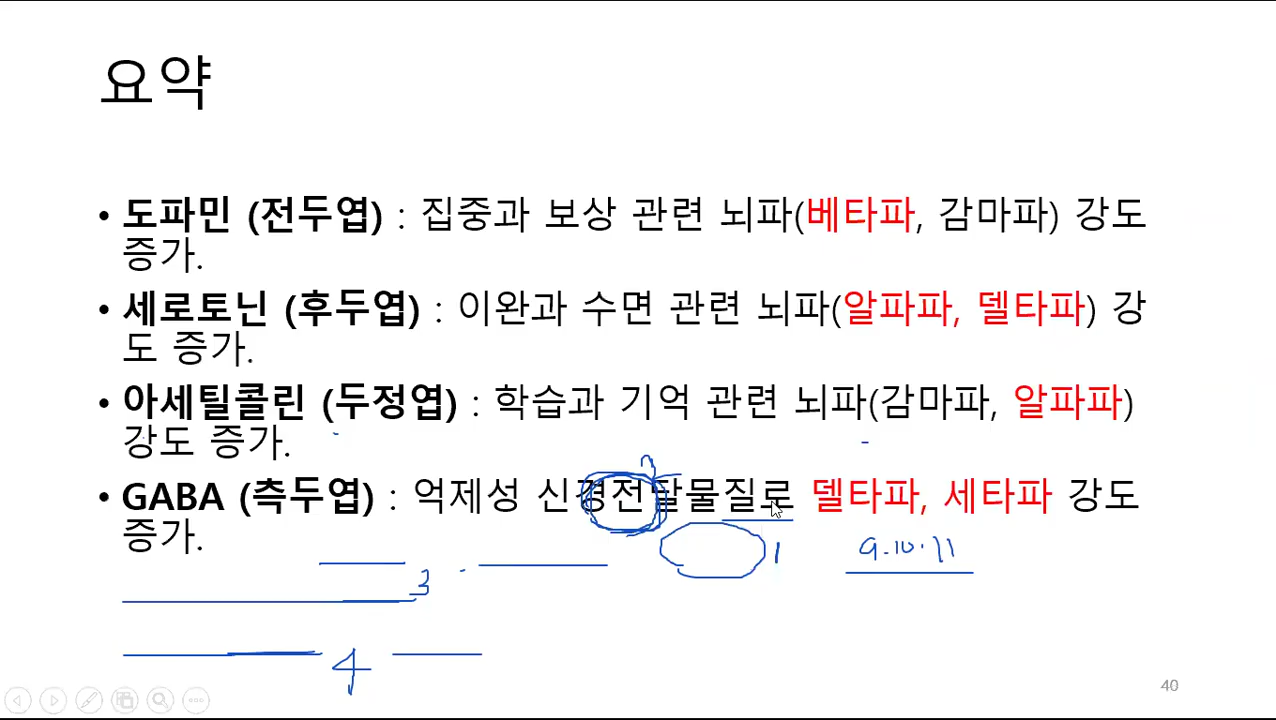 요약
• 도파민 (전두엽) : 집중과 보상 관련 뇌파(베타파, 감마파) 강도
증가.
• 세로토닌 (후두엽) : 이완과 수면 관련 뇌파(알파파, 델타파) 강
도 증가.
• 아세틸콜린 (두정엽) : 학습과 기억 관련 뇌파(감마파, 알파파)
강도 증가.
• GABA (측두엽) : 억제성 신경전달물질로 델타파, 세타파 강도
증가.
1
9.10.11
3
4
40